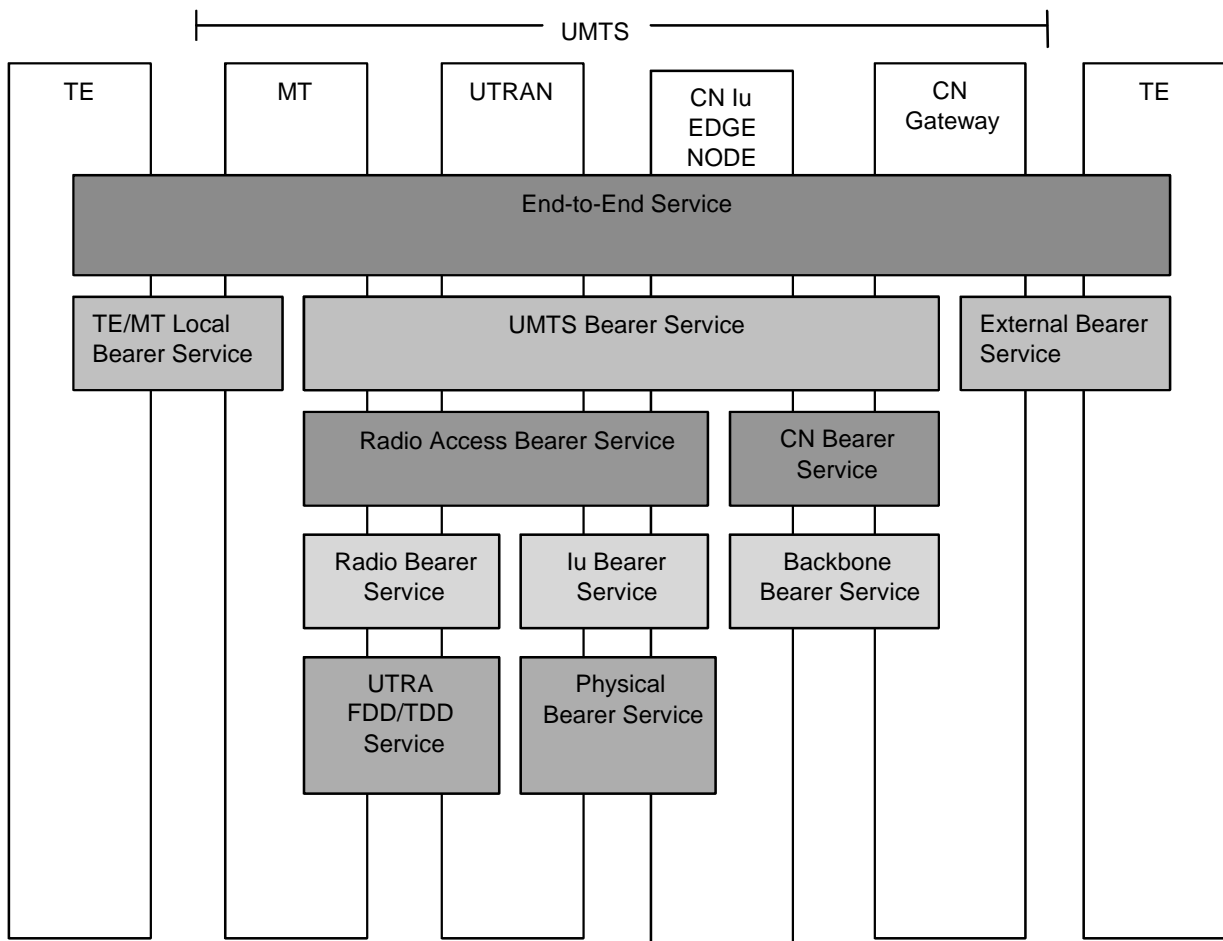 UMTS
TE
MT
UTRAN
CN Iu
EDGE
NODE
CN
Gateway
TE
End-to-End Service
TE/MT Local
Bearer Service
UMTS Bearer Service
External Bearer
Service
Radio Access Bearer Service
CN Bearer
Service
Radio Bearer
Service
Iu Bearer
Service
Backbone
Bearer Service
UTRA
FDD/TDD
Service
Physical
Bearer Service